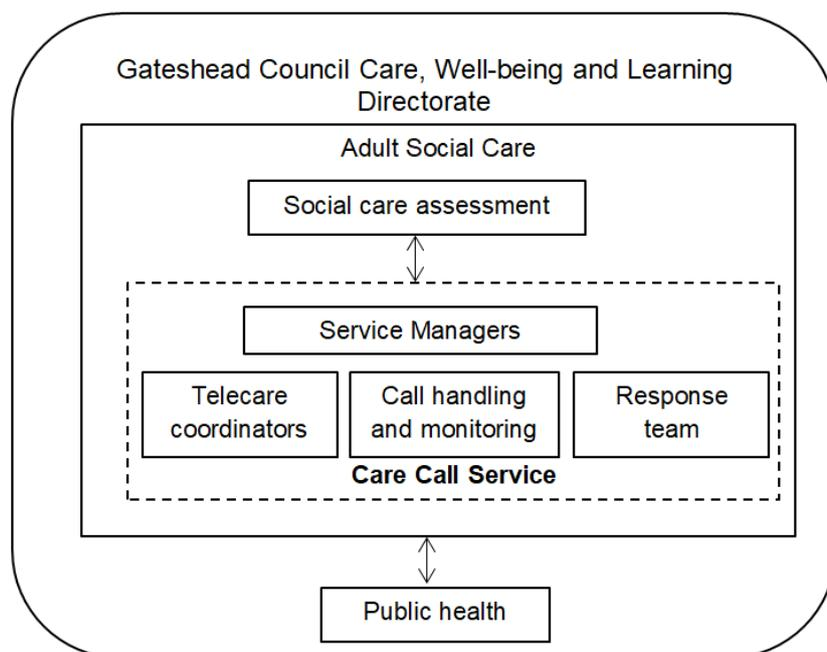 Gateshead Council Care, Well-being and Learning
Directorate
Adult Social Care
Social care assessment
Service Managers
Telecare
coordinators
Call handling
and monitoring
Response
team
Care Call Service
Public health